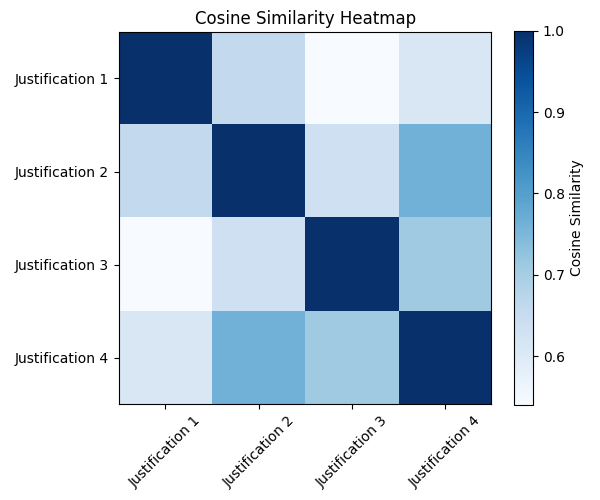 Cosine Similarity Heatmap
Justification 1
Justification 2
Justification 3
Justification 4
Justification 1
Justification 2
Justification 3
Justification 4
1.0
0.9
0.8
0.7
0.6
Cosine Similarity